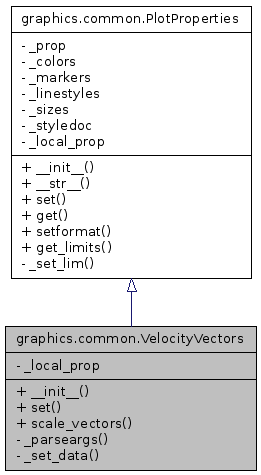 graphics.common.PlotProperties
- _prop
- _colors
- _markers
- _linestyles
- _sizes
- _styledoc
- _local_prop
+ __init__()
+ __str__()
+ set()
+ get()
+ setformat()
+ get_limits()
- _set_lim()
graphics.common.VelocityVectors
- _local_prop
+ __init__()
+ set()
+ scale_vectors()
- _parseargs()
- _set_data()